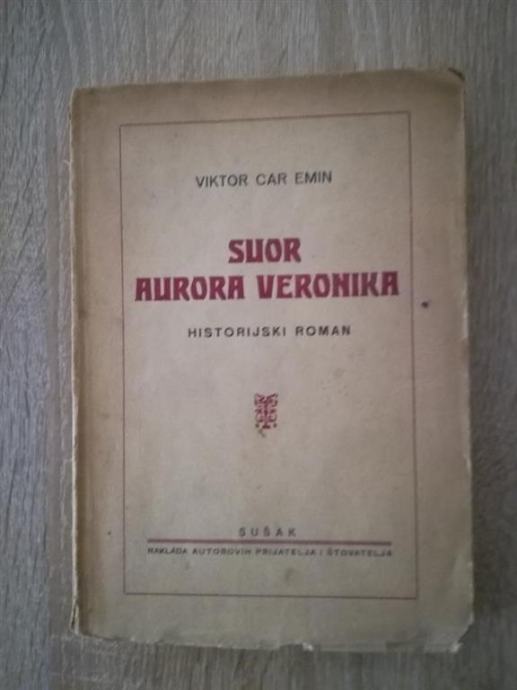 VIKTOR CAR EMIN
SUOR
AURORA VERONIKA
HISTORIJSKI ROMAN
SUŠAK
NAKLADA AUTOROVIH PRIJATELJA I ŠTOVATELJA